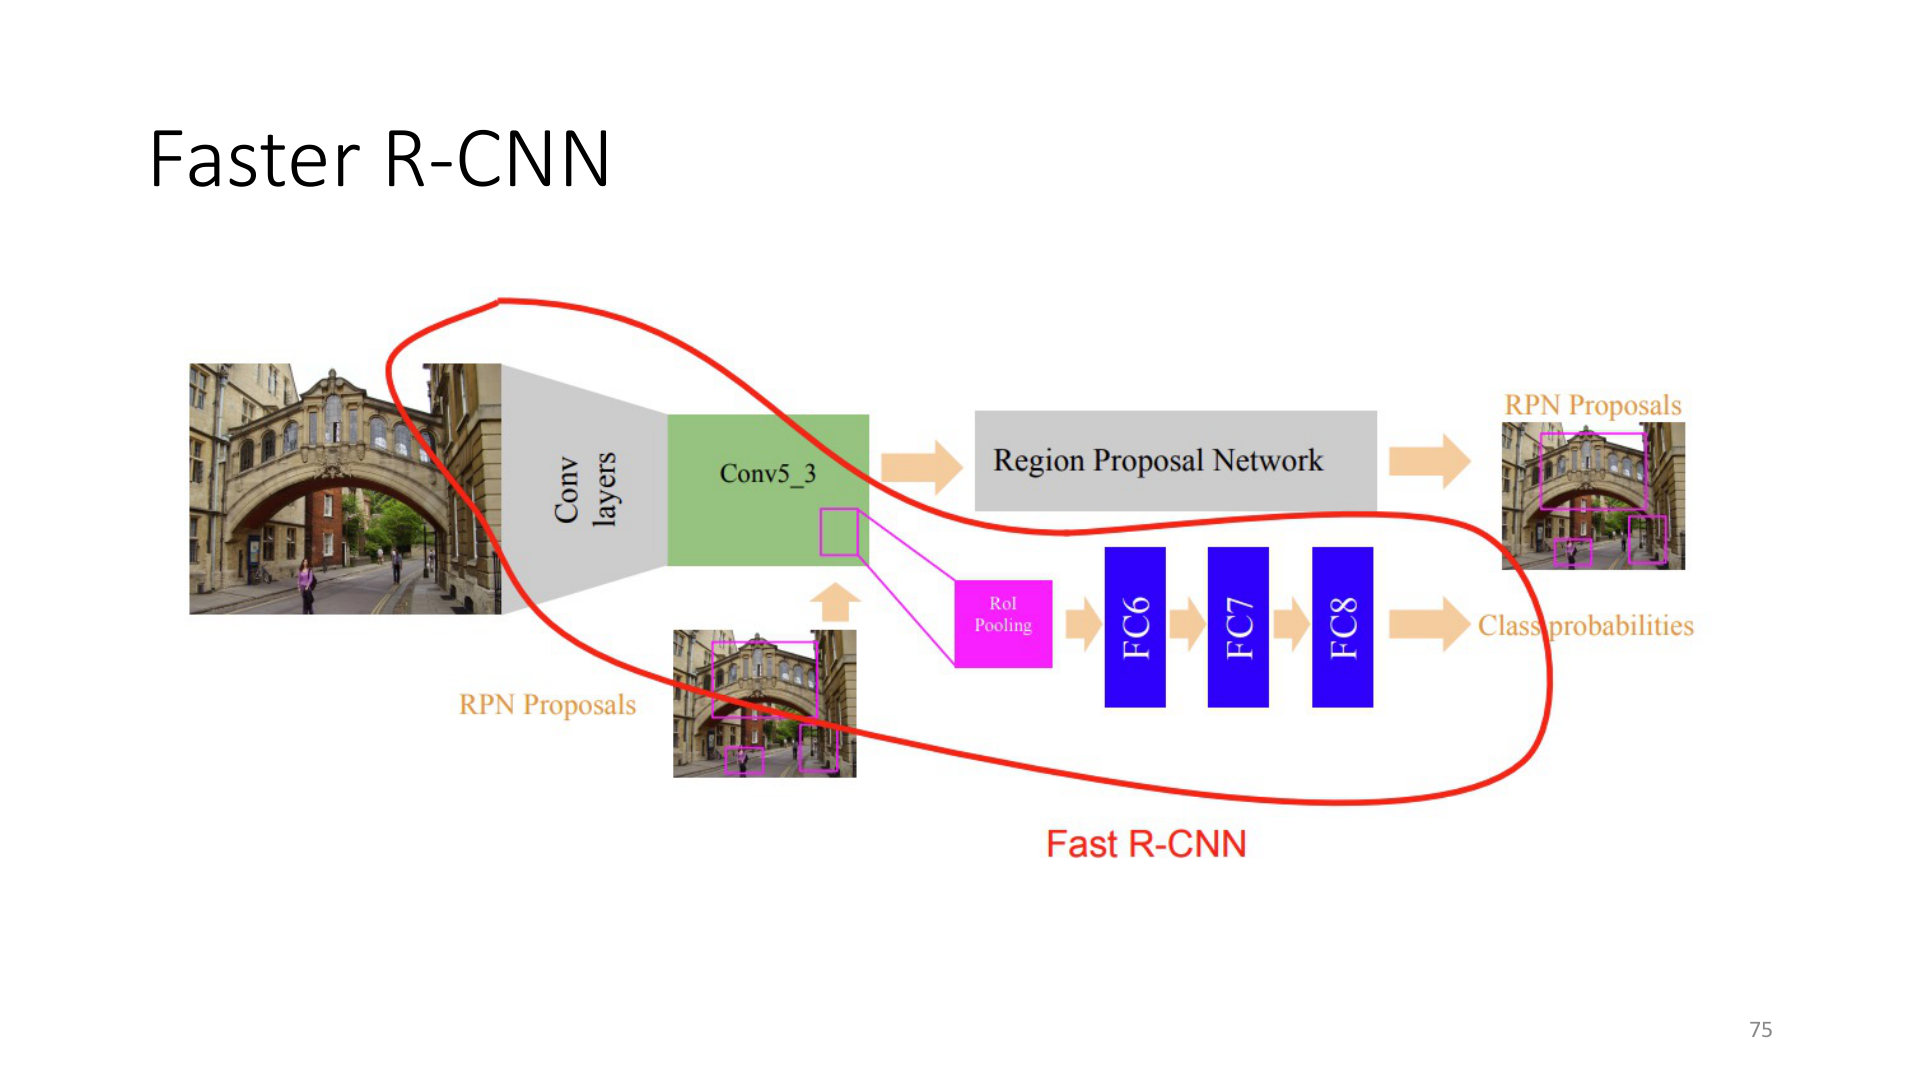 Faster R-CNN
RPN Proposals
Conv
layers
Conv5_3
Region Proposal Network
RoI
Pooling
FC6
FC7
FC8
Class probabilities
RPN Proposals
Fast R-CNN
75